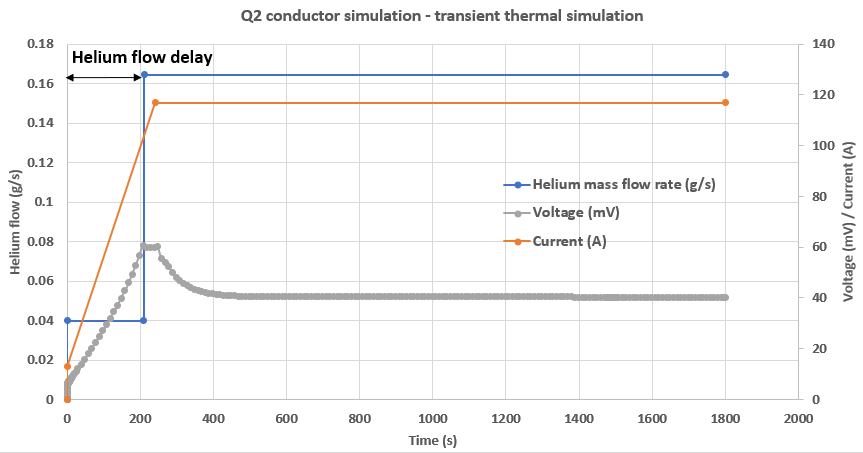 Q2 conductor simulation - transient thermal simulation
0.18
0.16
0.14
0.12
0.1
0.08
0.06
0.04
0.02
0
Helium flow (g/s)
Helium flow delay
Helium mass flow rate (g/s)
Voltage (mV)
Current (A)
140
120
100
80
60
40
20
0
Voltage (mV) / Current (A)
0 200 400 600 800 1000 1200 1400 1600 1800 2000
Time (s)